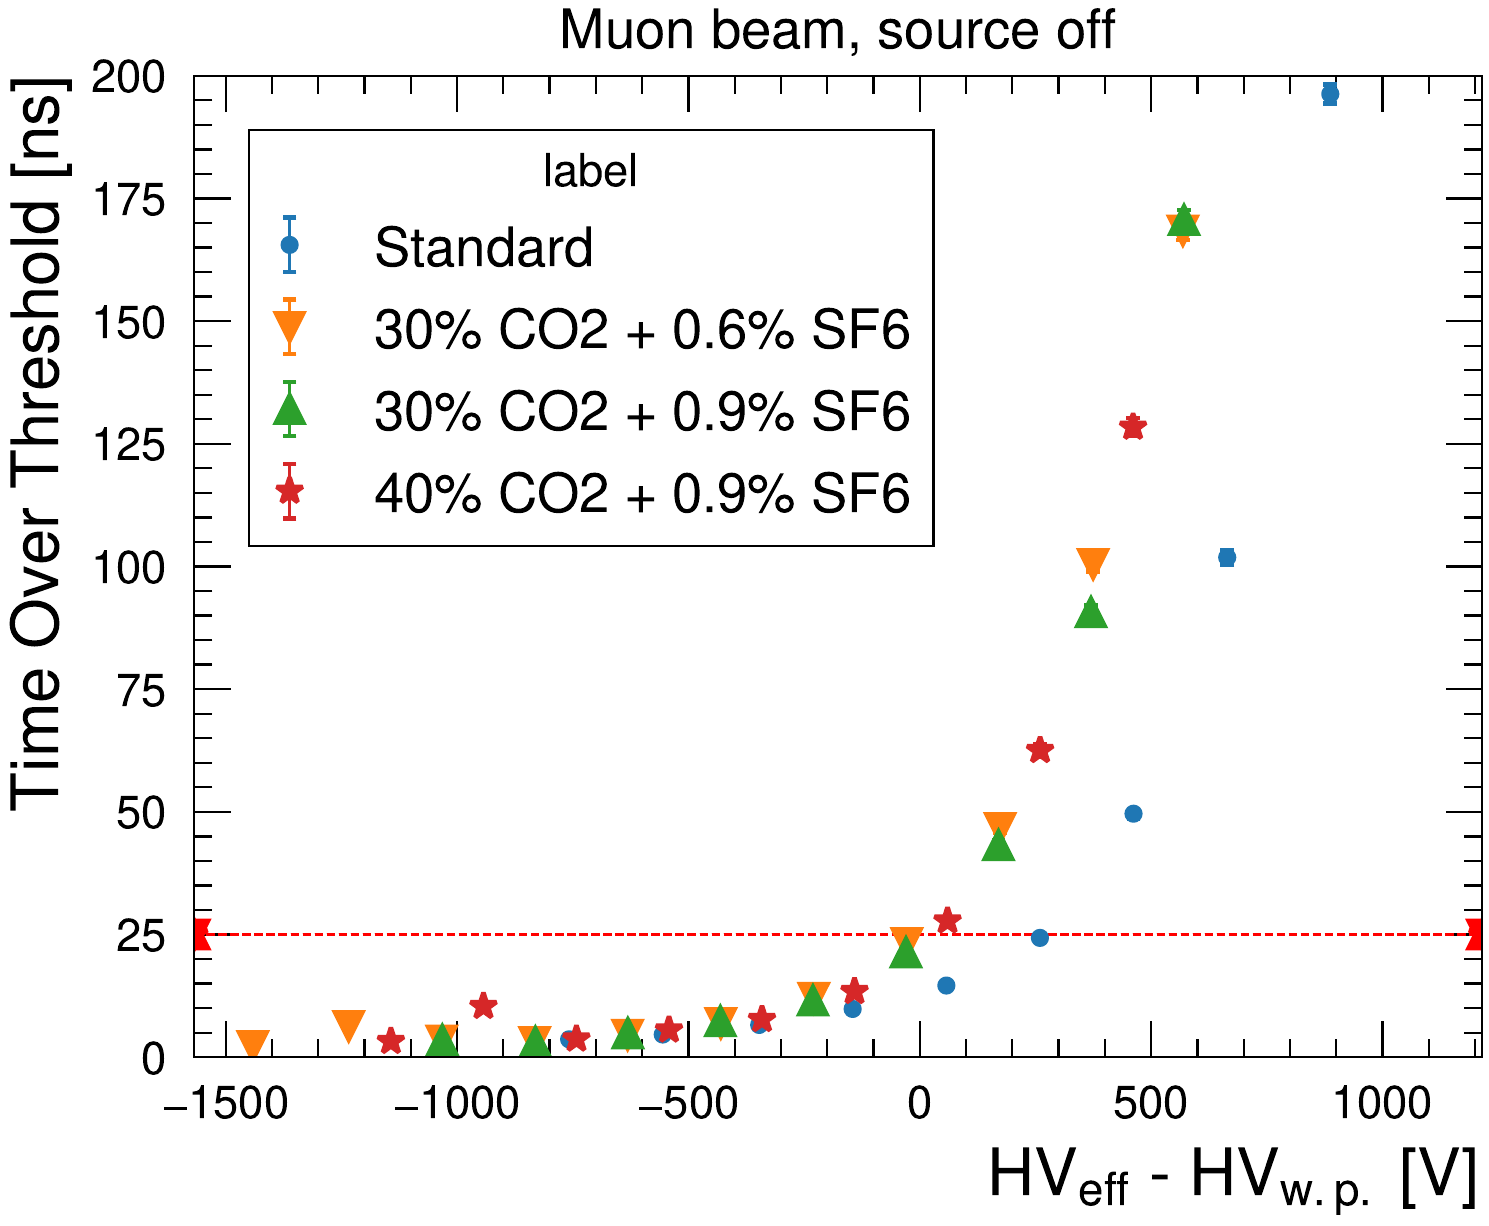 Muon beam, source off
Time Over Threshold [ns]
200
175
150
125
100
75
50
25
0
label
Standard
30% CO2 + 0.6% SF6
30% CO2 + 0.9% SF6
40% CO2 + 0.9% SF6
−1500 −1000 −500 0 500 1000
HVeff - HVw.p. [V]